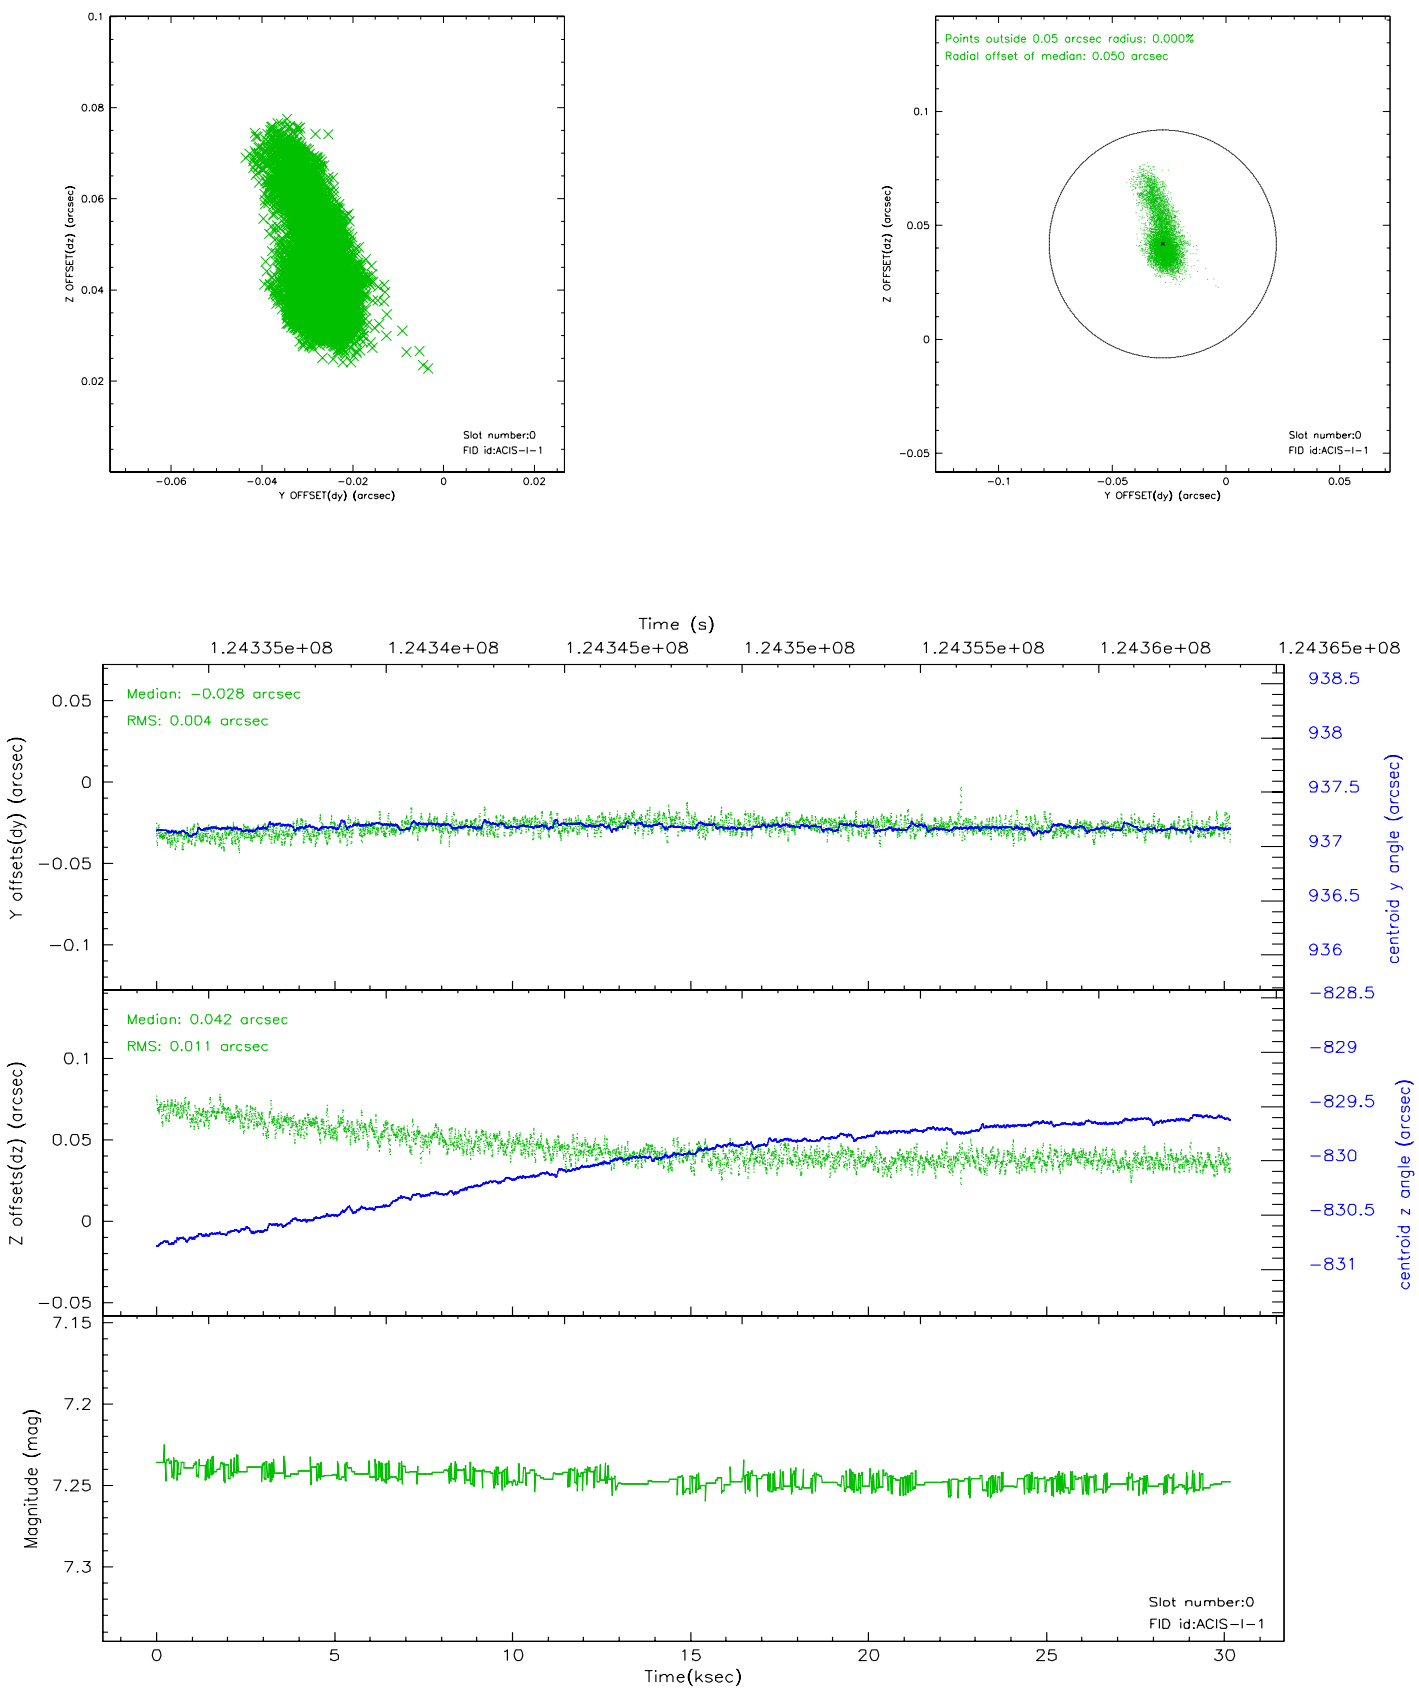 0.1
0.08
0.06
0.04
0.02
Z OFFSET(dz) (arcsec)
−0.06 −0.04 −0.02 0 0.02
Y OFFSET(dy) (arcsec)
Slot number:0
FID id:ACIS−I−1
Points outside 0.05 arcsec radius: 0.000%
Radial offset of median: 0.050 arcsec
0.1
0.05
0
−0.05
Z OFFSET(dz) (arcsec)
−0.1 −0.05 0 0.05
Y OFFSET(dy) (arcsec)
Slot number:0
FID id:ACIS−I−1
Time (s)
1.24335e+08 1.2434e+08 1.24345e+08 1.2435e+08 1.24355e+08 1.2436e+08 1.24365e+08
Median: −0.028 arcsec
RMS: 0.004 arcsec
0.05
0
−0.05
−0.1
Y offsets(dy) (arcsec)
938.5
938
937.5
937
936.5
936
centroid y angle (arcsec)
Median: 0.042 arcsec
RMS: 0.011 arcsec
0.1
0.05
0
−0.05
Z offsets(dz) (arcsec)
−828.5
−829
−829.5
−830
−830.5
−831
centroid z angle (arcsec)
7.15
7.2
7.25
7.3
Magnitude (mag)
Slot number:0
FID id:ACIS−I−1
0 5 10 15 20 25 30
Time(ksec)